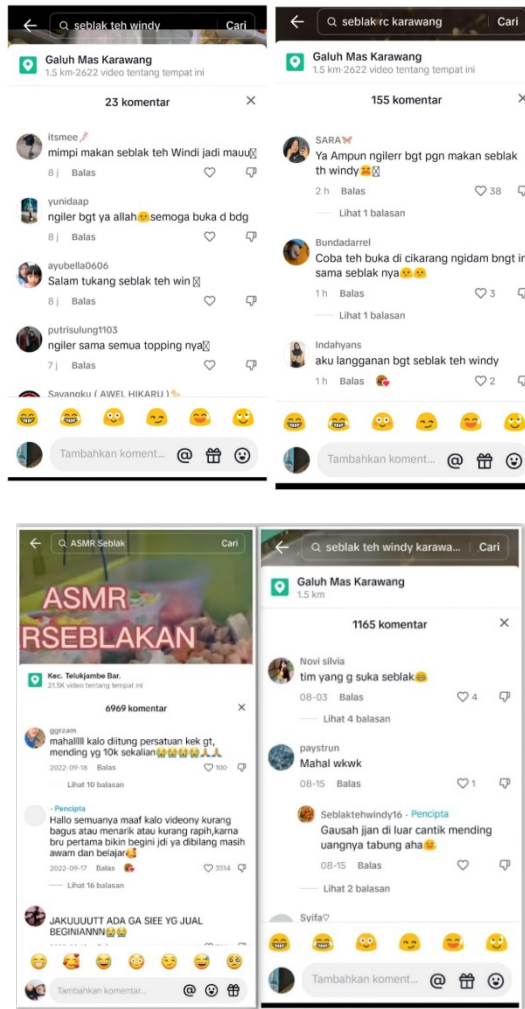 seblak teh windy
Cari
Galuh Mas Karawang
1.5 km·2622 video tentang tempat ini
23 komentar
itsmee
mimpi makan seblak teh Windi jadi mauu
8 j Balas
yunidaap
ngiler bgt ya allah semoga buka d bdg
8 j Balas
ayubella0606
Salam tukang seblak teh win
8 j Balas
putrisulung1103
ngiler sama semua topping nya
7 j Balas
Sayangku ( AWEL HIKARU )
Tambahkan koment...
seblak rc karawang
Cari
Galuh Mas Karawang
1.5 km·2622 video tentang tempat ini
155 komentar
SARA
Ya Ampun ngilerr bgt pgn makan seblak
th windy
2 h Balas
38
Lihat 1 balasan
Bundadarrel
Coba teh buka di cikarang ngidam bngt in
sama seblak nya
1 h Balas
3
Lihat 1 balasan
Indahyans
aku langganan bgt seblak teh windy
1 h Balas
2
Tambahkan koment...
ASMR Seblak
Cari
ASMR
RSEBLAKAN
Kec. Telukjambe Bar.
21.5K video tentang tempat ini
6969 komentar
ggrzam
mahalllll kalo diitung persatuan kek gt,
mending yg 10k sekalian
2022-09-18 Balas
100
Lihat 10 balasan
· Pencipta
Hallo semuanya maaf kalo videony kurang
bagus atau menarik atau kurang rapih,karna
bru pertama bikin begini jdi ya dibilang masih
awam dan belajar
2022-09-17 Balas
3514
Lihat 16 balasan
JAKUUUUTT ADA GA SIEE YG JUAL
BEGINIANNN
Tambahkan komentar...
seblak teh windy karawa...
Cari
Galuh Mas Karawang
1.5 km
1165 komentar
Novi silvia
tim yang g suka seblak
08-03 Balas
4
Lihat 4 balasan
paystrun
Mahal wkwk
08-15 Balas
1
Seblaktehwindy16 · Pencipta
Gausah jjan di luar cantik mending
uangnya tabung aha
08-15 Balas
Lihat 2 balasan
Syifa♡
Tambahkan koment...